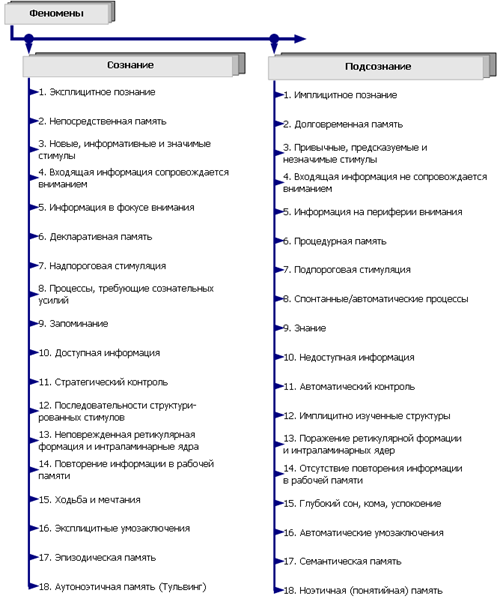 Феномены
Сознание
1. Эксплицитное познание
2. Непосредственная память
3. Новые, информативные и значимые
стимулы
4. Входящая информация сопровождается
вниманием
5. Информация в фокусе внимания
6. Декларативная память
7. Надпороговая стимуляция
8. Процессы, требующие сознательных
усилий
9. Запоминание
10. Доступная информация
11. Стратегический контроль
12. Последовательности структури-
рованных стимулов
13. Неповрежденная ретикулярная
формация и интраламинарные ядра
14. Повторение информации в рабочей
памяти
15. Ходьба и мечтания
16. Эксплицитные умозаключения
17. Эпизодическая память
18. Аутоноэтичная память (Тульвинг)
Подсознание
1. Имплицитное познание
2. Долговременная память
3. Привычные, предсказуемые и
незначимые стимулы
4. Входящая информация не сопровождается
вниманием
5. Информация на периферии внимания
6. Процедурная память
7. Подпороговая стимуляция
8. Спонтанные/автоматические процессы
9. Знание
10. Недоступная информация
11. Автоматический контроль
12. Имплицитно изученные структуры
13. Поражение ретикулярной формации
и интраламинарных ядер
14. Отсутствие повторения информации
в рабочей памяти
15. Глубокий сон, кома, успокоение
16. Автоматические умозаключения
17. Семантическая память
18. Ноэтичная (понятийная) память